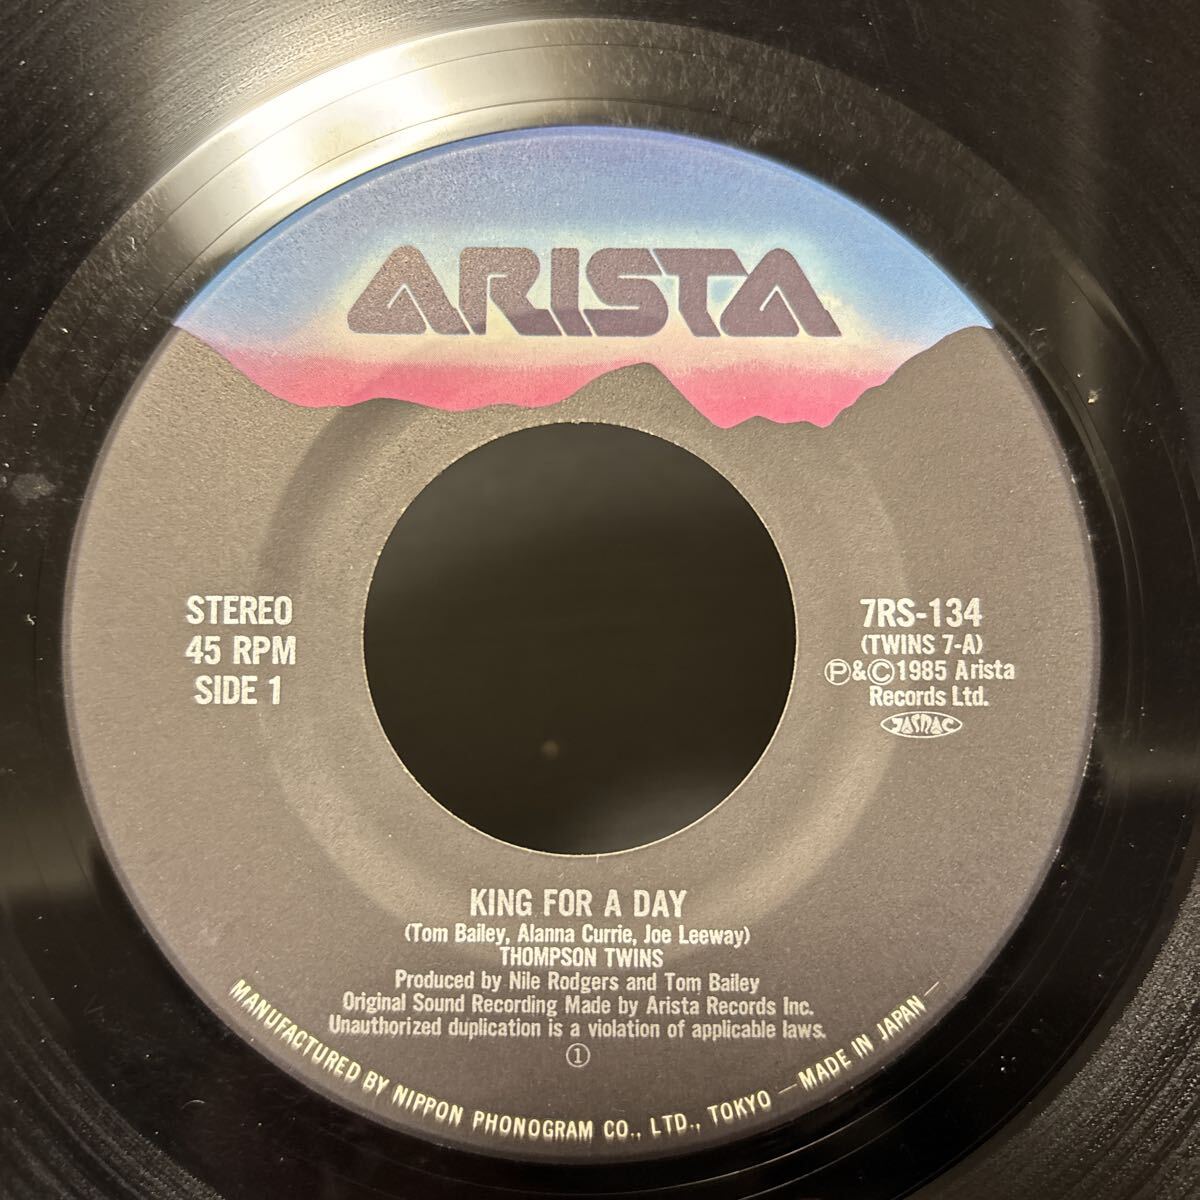 ARISTA
STEREO
45 RPM
SIDE 1
7RS-134
(TWINS 7-A)
Ⓟ&Ⓒ1985 Arista
Records Ltd.
JASRAC
KING FOR A DAY
(Tom Bailey, Alanna Currie, Joe Leeway)
THOMPSON TWINS
Produced by Nile Rodgers and Tom Bailey
Original Sound Recording Made by Arista Records Inc.
Unauthorized duplication is a violation of applicable laws.
①
MANUFACTURED BY NIPPON PHONOGRAM CO., LTD., TOKYO —MADE IN JAPAN—